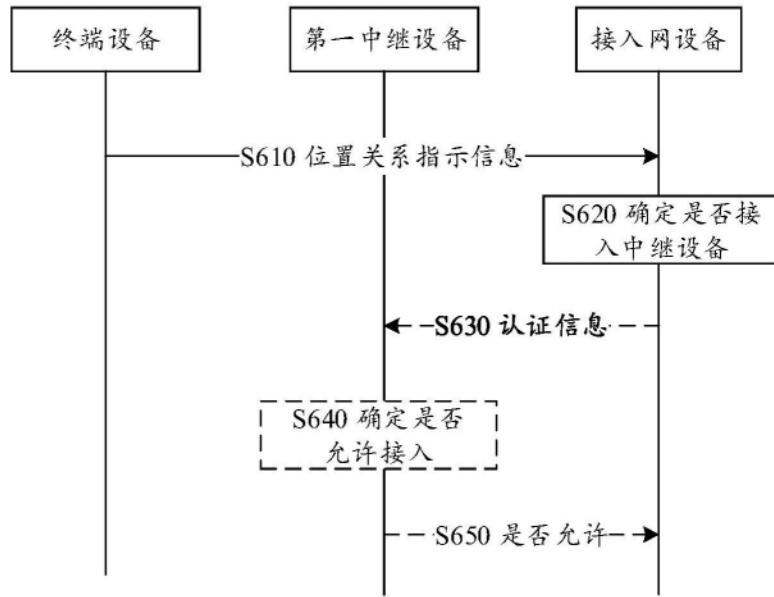 终端设备
第一中继设备
接入网设备
S610 位置关系指示信息
S620 确定是否接
入中继设备
S630 认证信息
S640 确定是否
允许接入
S650 是否允许